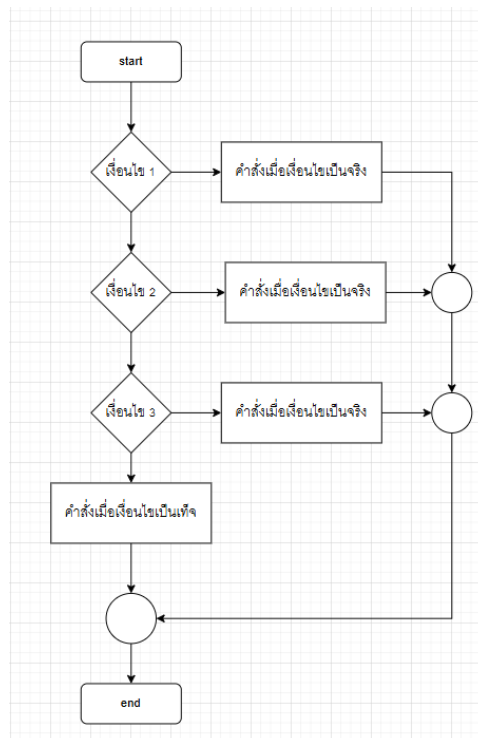 start
เงื่อนไข 1
คำสั่งเมื่อเงื่อนไขเป็นจริง
เงื่อนไข 2
คำสั่งเมื่อเงื่อนไขเป็นจริง
เงื่อนไข 3
คำสั่งเมื่อเงื่อนไขเป็นจริง
คำสั่งเมื่อเงื่อนไขเป็นเท็จ
end